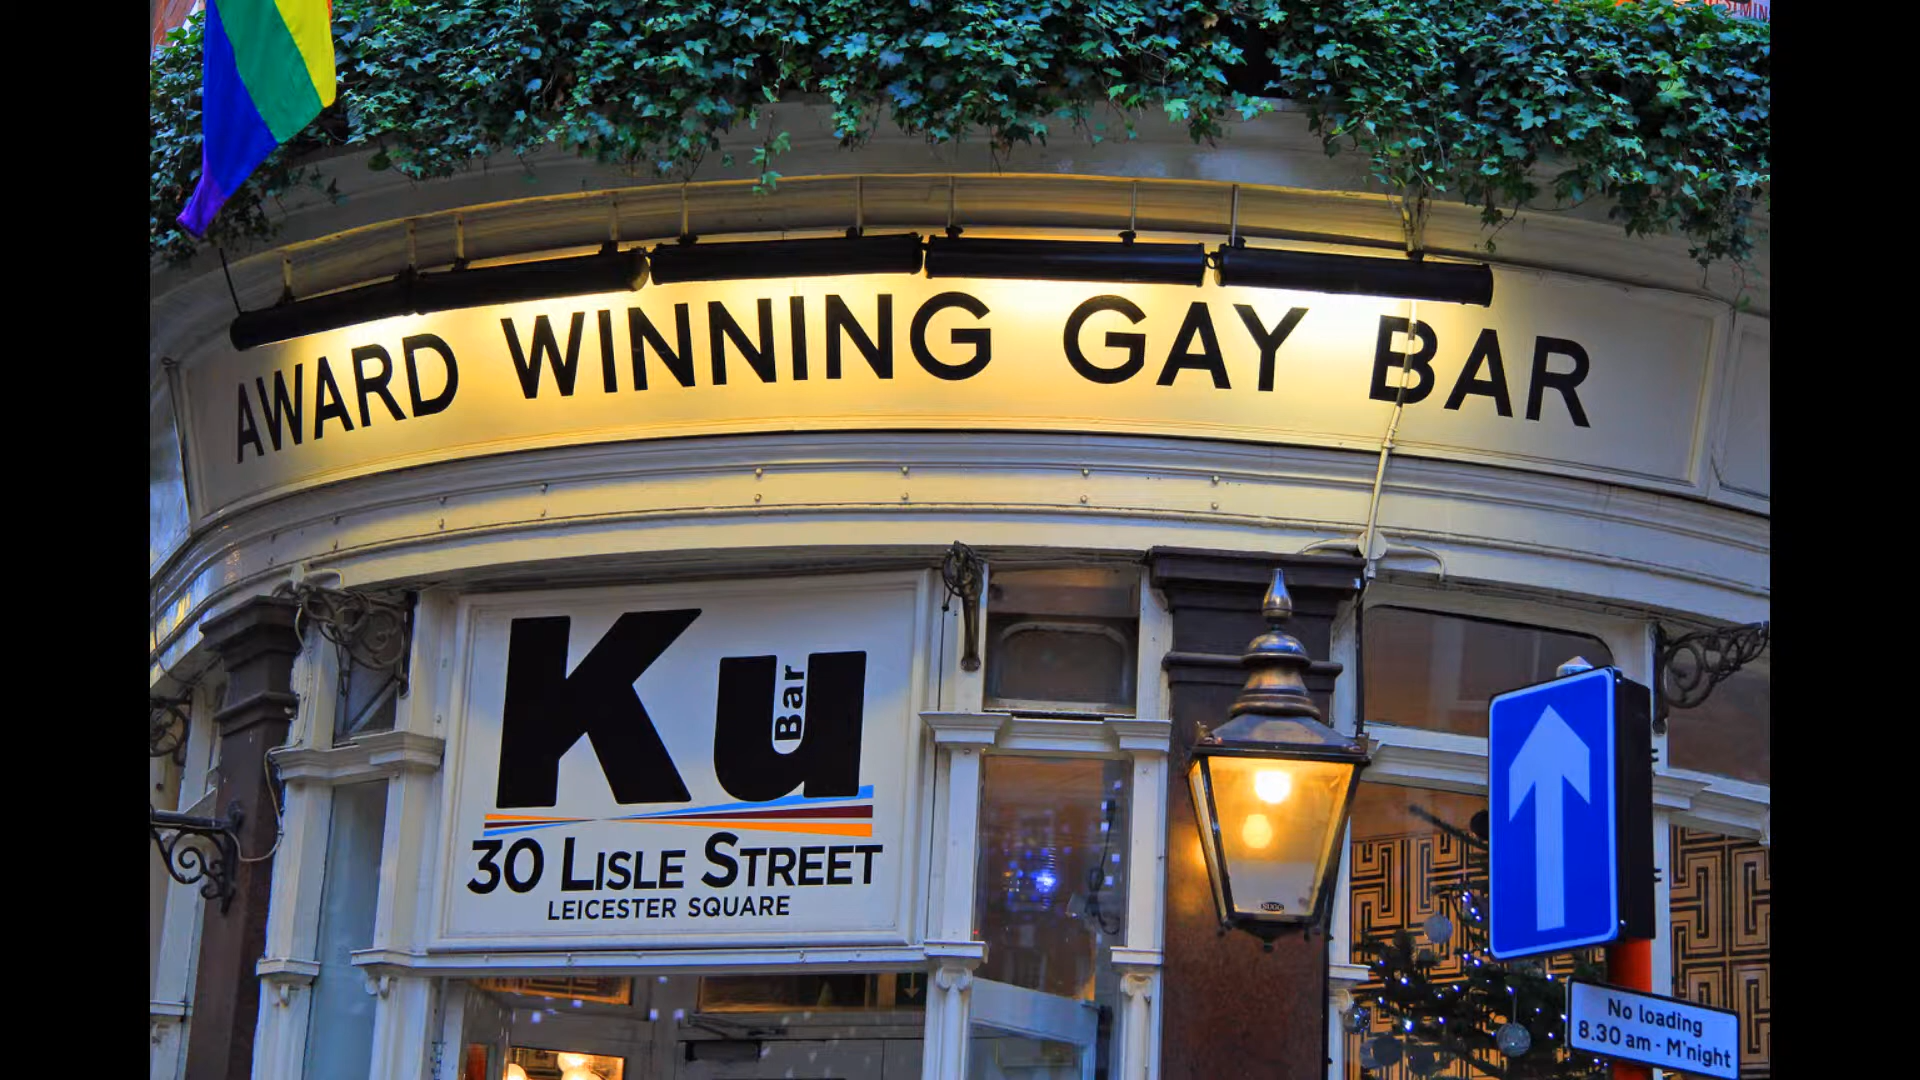 AWARD WINNING GAY BAR
Ku
Bar
30 LISLE STREET
LEICESTER SQUARE
No loading
8.30 am - M'night